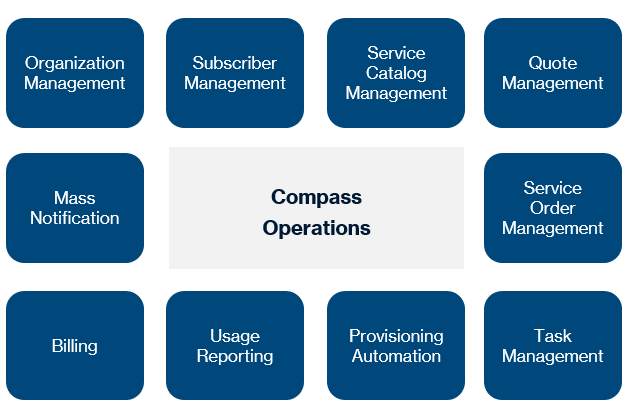 Organization
Management
Subscriber
Management
Service
Catalog
Management
Quote
Management
Mass
Notification
Compass
Operations
Service
Order
Management
Billing
Usage
Reporting
Provisioning
Automation
Task
Management